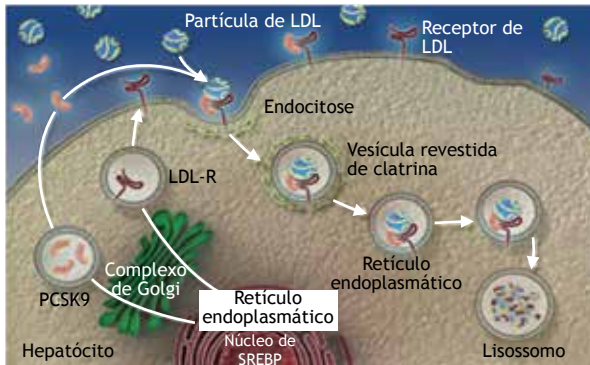 Partícula de LDL
Receptor de
LDL
Endocitose
Vesícula revestida
de clatrina
LDL-R
Complexo
de Golgi
PCSK9
Retículo
endoplasmático
Retículo
endoplasmático
Núcleo de
SREBP
Hepatócito
Lisossomo